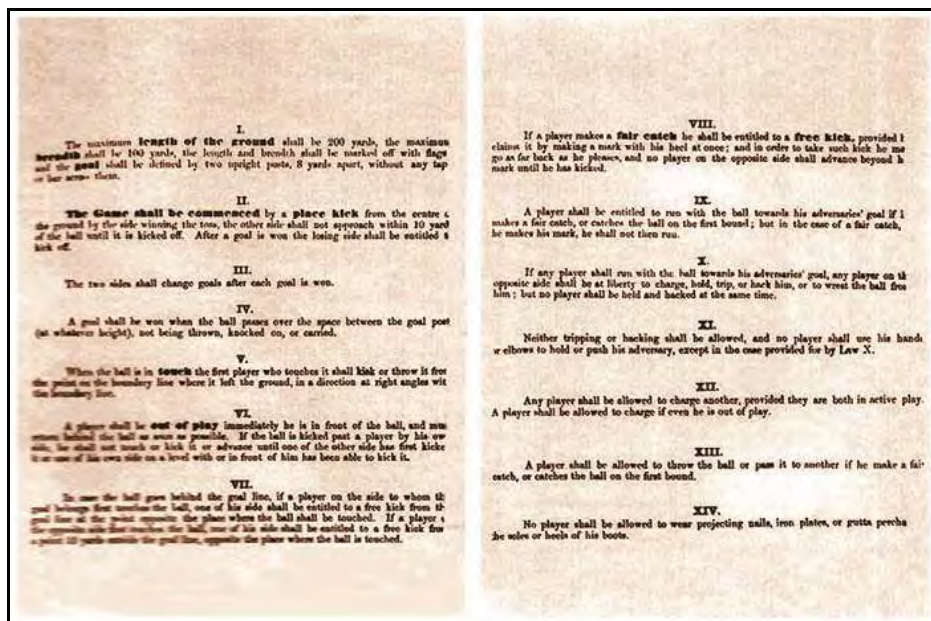 I.
The maximum length of the ground shall be 200 yards, the maximum
breadth shall be 100 yards, the length and breadth shall be marked off with flags
and the goal shall be defined by two upright posts, 8 yards apart, without any tap
or bar across them.
II.
The Game shall be commenced by a place kick from the centre o
the ground by the side winning the toss, the other side shall not approach within 10 yard
of the ball until it is kicked off. After a goal is won the losing side shall be entitled t
kick off.
III.
The two sides shall change goals after each goal is won.
IV.
A goal shall be won when the ball passes over the space between the goal post
(at whatever height), not being thrown, knocked on, or carried.
V.
When the ball is in touch the first player who touches it shall kick or throw it from
the point on the boundary line where it left the ground, in a direction at right angles wit
the boundary line.
VI.
A player shall be out of play immediately he is in front of the ball, and mus
return behind the ball as soon as possible. If the ball is kicked past a player by his ow
side, he shall not touch or kick it or advance until one of the other side has first kicke
it or one of his own side on a level with or in front of him has been able to kick it.
VII.
In case the ball goes behind the goal line, if a player on the side to whom th
goal belongs first touches the ball, one of his side shall be entitled to a free kick from th
goal line at the point opposite the place where the ball shall be touched. If a player o
side first touches the ball, one of his side shall be entitled to a free kick from
a point 15 yards the goal line, opposite the place where the ball is touched.
VIII.
If a player makes a fair catch he shall be entitled to a free kick, provided h
claims it by making a mark with his heel at once; and in order to take such kick he ma
go as far back as he pleases, and no player on the opposite side shall advance beyond h
mark until he has kicked.
IX.
A player shall be entitled to run with the ball towards his adversaries' goal if h
makes a fair catch, or catches the ball on the first bound; but in the case of a fair catch,
he makes his mark, he shall not then run.
X.
If any player shall run with the ball towards his adversaries' goal, any player on th
opposite side shall be at liberty to charge, hold, trip, or hack him, or to wrest the ball from
him; but no player shall be held and hacked at the same time.
XI.
Neither tripping or hacking shall be allowed, and no player shall use his hands
or elbows to hold or push his adversary, except in the case provided for by Law X.
XII.
Any player shall be allowed to charge another, provided they are both in active play.
A player shall be allowed to charge if even he is out of play.
XIII.
A player shall be allowed to throw the ball or pass it to another if he make a fai
catch, or catches the ball on the first bound.
XIV.
No player shall be allowed to wear projecting nails, iron plates, or gutta percha
the soles or heels of his boots.